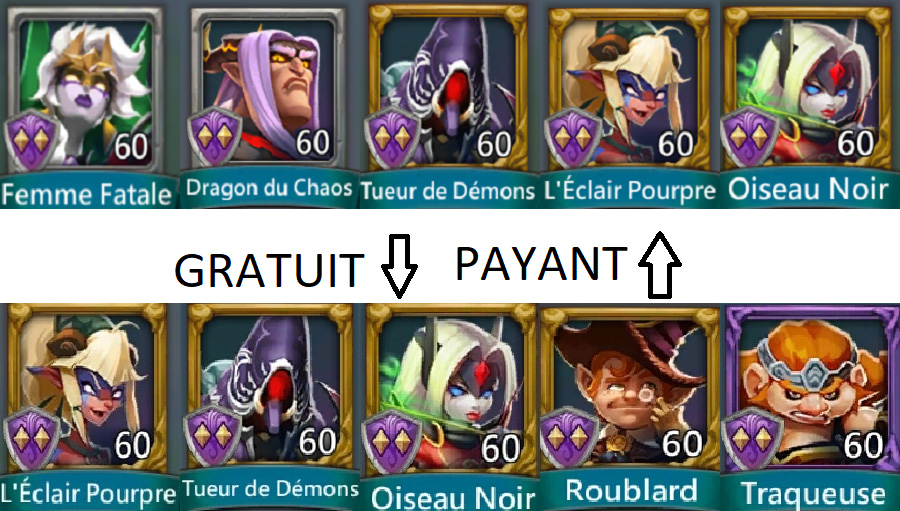 60 60 60 60 60
Femme Fatale Dragon du Chaos Tueur de Démons L'Éclair Pourpre Oiseau Noir
GRATUIT PAYANT
60 60 60 60 60
L'Éclair Pourpre Tueur de Démons Oiseau Noir Roublard Traqueuse